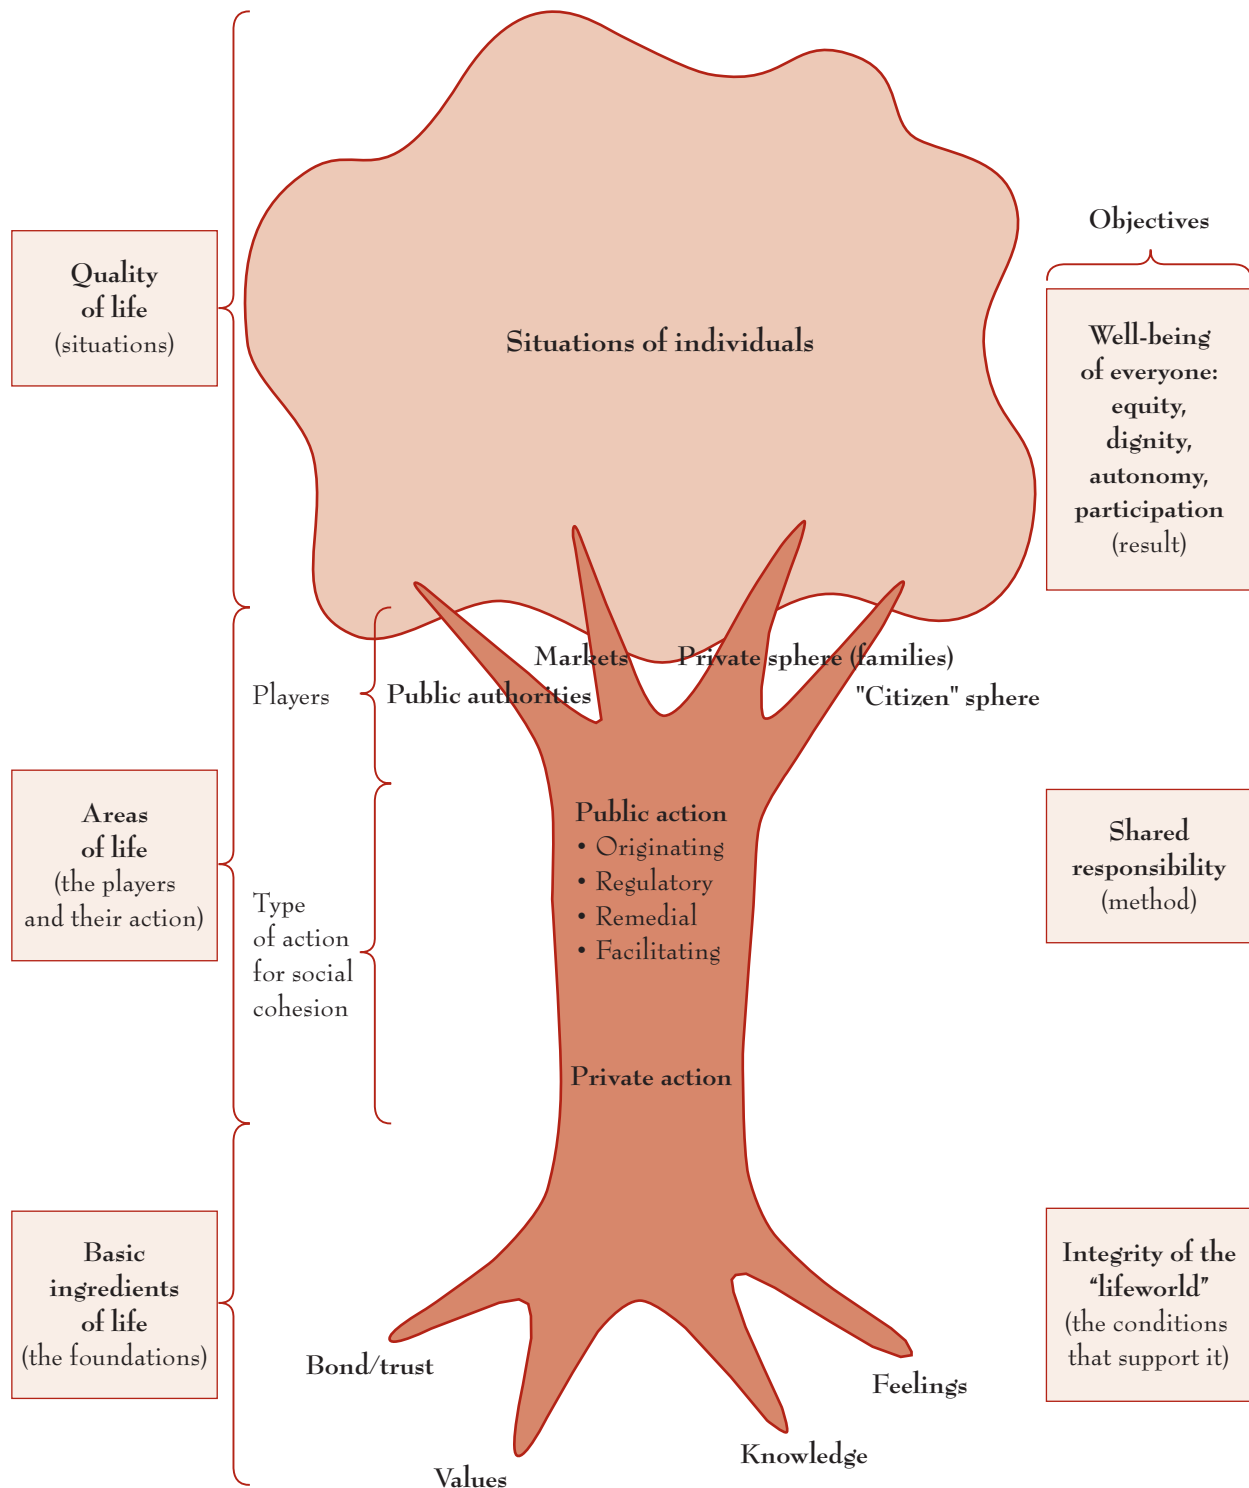 Objectives
Quality
of life
(situations)
Situations of individuals
Well-being
of everyone:
equity,
dignity,
autonomy,
participation
(result)
Players
Markets
Private sphere (families)
Public authorities
"Citizen" sphere
Areas
of life
(the players
and their action)
Type
of action
for social
cohesion
Public action
• Originating
• Regulatory
• Remedial
• Facilitating
Private action
Shared
responsibility
(method)
Basic
ingredients
of life
(the foundations)
Bond/trust
Values
Knowledge
Feelings
Integrity of the
“lifeworld”
(the conditions
that support it)